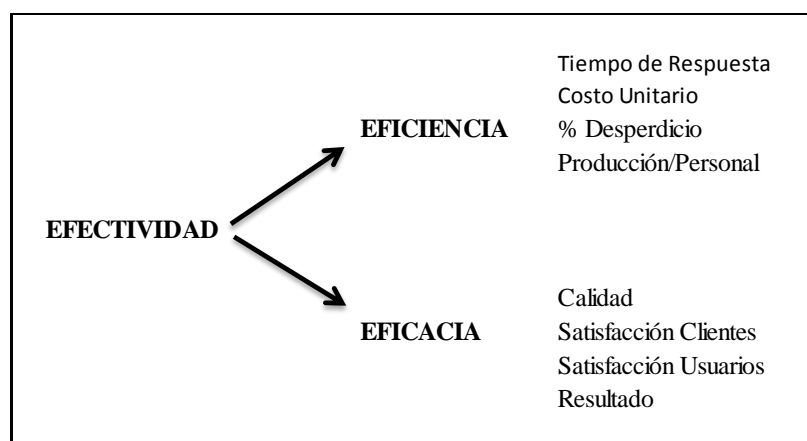 Tiempo de Respuesta
Costo Unitario
EFICIENCIA % Desperdicio
Producción/Personal
EFECTIVIDAD
Calidad
EFICACIA Satisfacción Clientes
Satisfacción Usuarios
Resultado